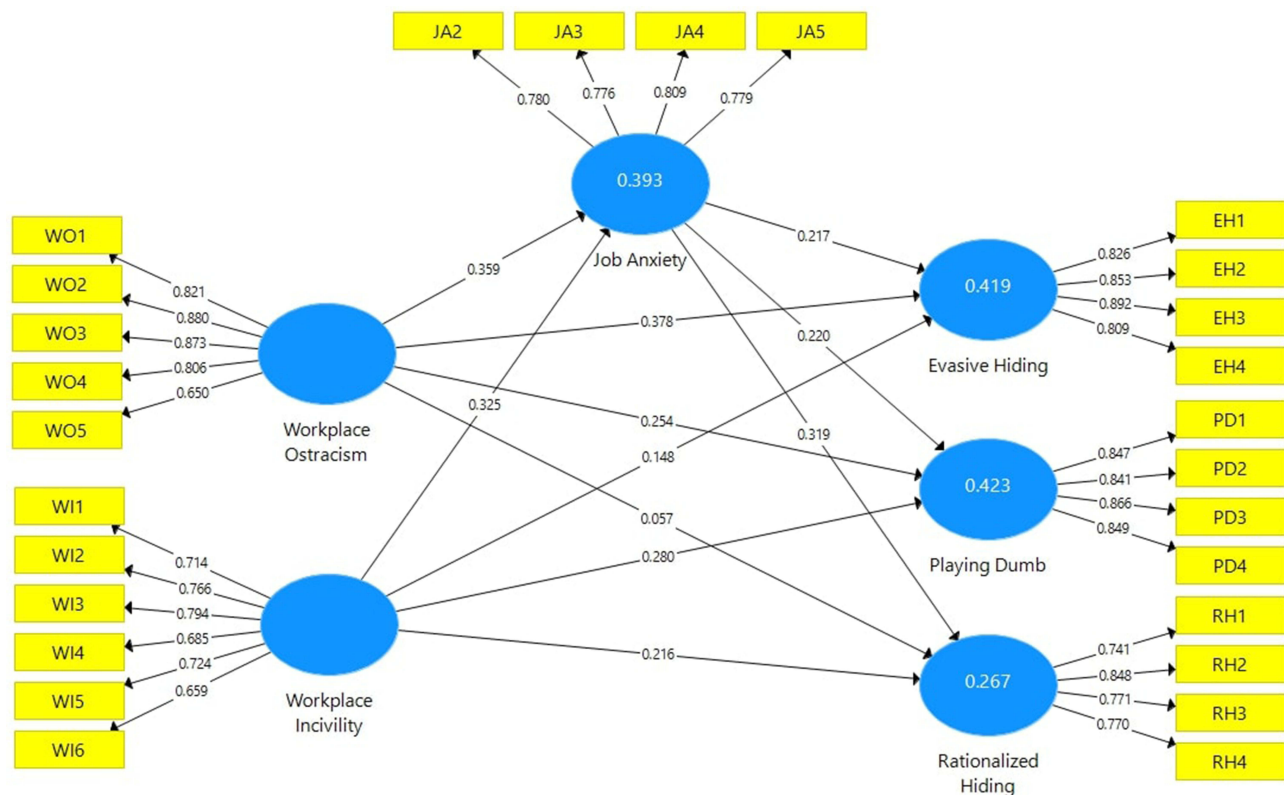 JA2 JA3 JA4 JA5
0.780 0.776 0.809 0.779
0.393
Job Anxiety
WO1
WO2
WO3
WO4
WO5
0.821
0.880
0.873
0.806
0.650
Workplace
Ostracism
WI1
WI2
WI3
WI4
WI5
WI6
0.714
0.766
0.794
0.685
0.724
0.659
Workplace
Incivility
0.359
0.325
0.217
0.378
0.220
0.254
0.148
0.319
0.057
0.280
0.216
0.419
Evasive Hiding
0.826
0.853
0.892
0.809
EH1
EH2
EH3
EH4
0.423
Playing Dumb
0.847
0.841
0.866
0.849
PD1
PD2
PD3
PD4
0.267
Rationalized
Hiding
0.741
0.848
0.771
0.770
RH1
RH2
RH3
RH4